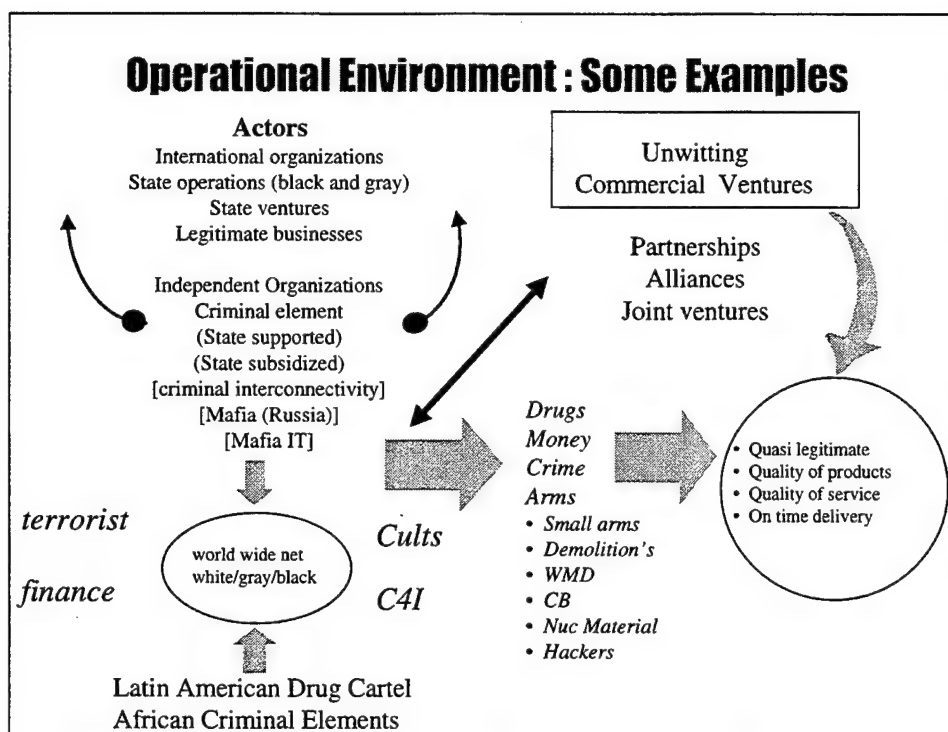 Operational Environment : Some Examples
Actors
International organizations
State operations (black and gray)
State ventures
Legitimate businesses
Independent Organizations
Criminal element
(State supported)
(State subsidized)
[criminal interconnectivity]
[Mafia (Russia)]
[Mafia IT]
Unwitting
Commercial Ventures
Partnerships
Alliances
Joint ventures
terrorist
finance
world wide net
white/gray/black
Cults
C4I
Latin American Drug Cartel
African Criminal Elements
Drugs
Money
Crime
Arms
• Small arms
• Demolition's
• WMD
• CB
• Nuc Material
• Hackers
• Quasi legitimate
• Quality of products
• Quality of service
• On time delivery